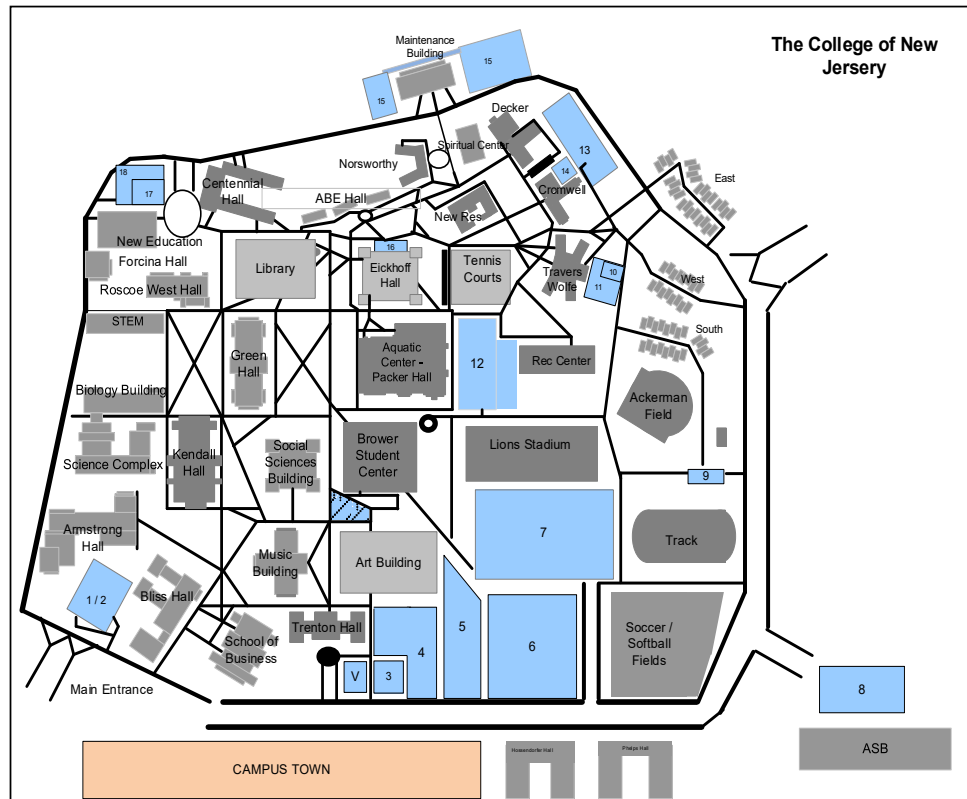 The College of New
Jersery
Maintenance
Building
15
15
Decker
Spiritual Center
13
Norsworthy
14
18
17
Centennial
Hall
ABE Hall
Cromwell
East
New Res
New Education
16
Forcina Hall
Library
Eickhoff
Hall
Tennis
Courts
Travers
Wolfe
10
11
West
Roscoe West Hall
STEM
South
Green
Hall
Aquatic
Center -
Packer Hall
12
Rec Center
Biology Building
Ackerman
Field
Kendall
Hall
Social
Sciences
Building
Brower
Student
Center
Lions Stadium
Science Complex
9
Armstrong
Hall
7
Track
Music
Building
Art Building
1 / 2
Bliss Hall
School of
Business
Trenton Hall
4
5
6
Soccer /
Softball
Fields
V
3
Main Entrance
8
CAMPUS TOWN
Phelps Hall
ASB